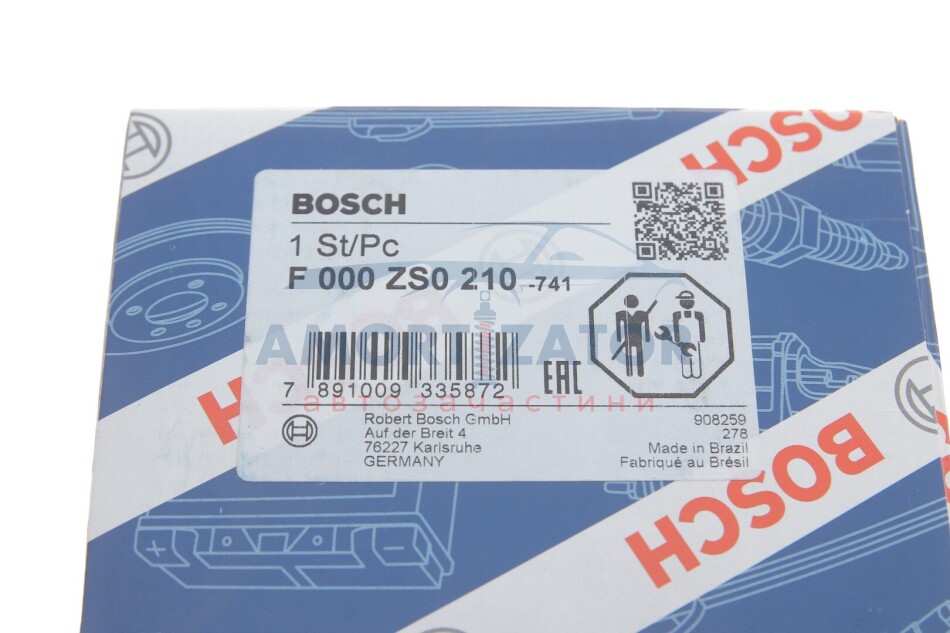 BOSCH
BOSCH
1 St/Pc
F 000 ZS0 210 -741
AMORTIZATOR
7 891009 335872
EAC
автозапчастини
Robert Bosch GmbH
Auf der Breit 4
76227 Karlsruhe
GERMANY
908259
278
Made in Brazil
Fabriqué au Brésil
BOSCH